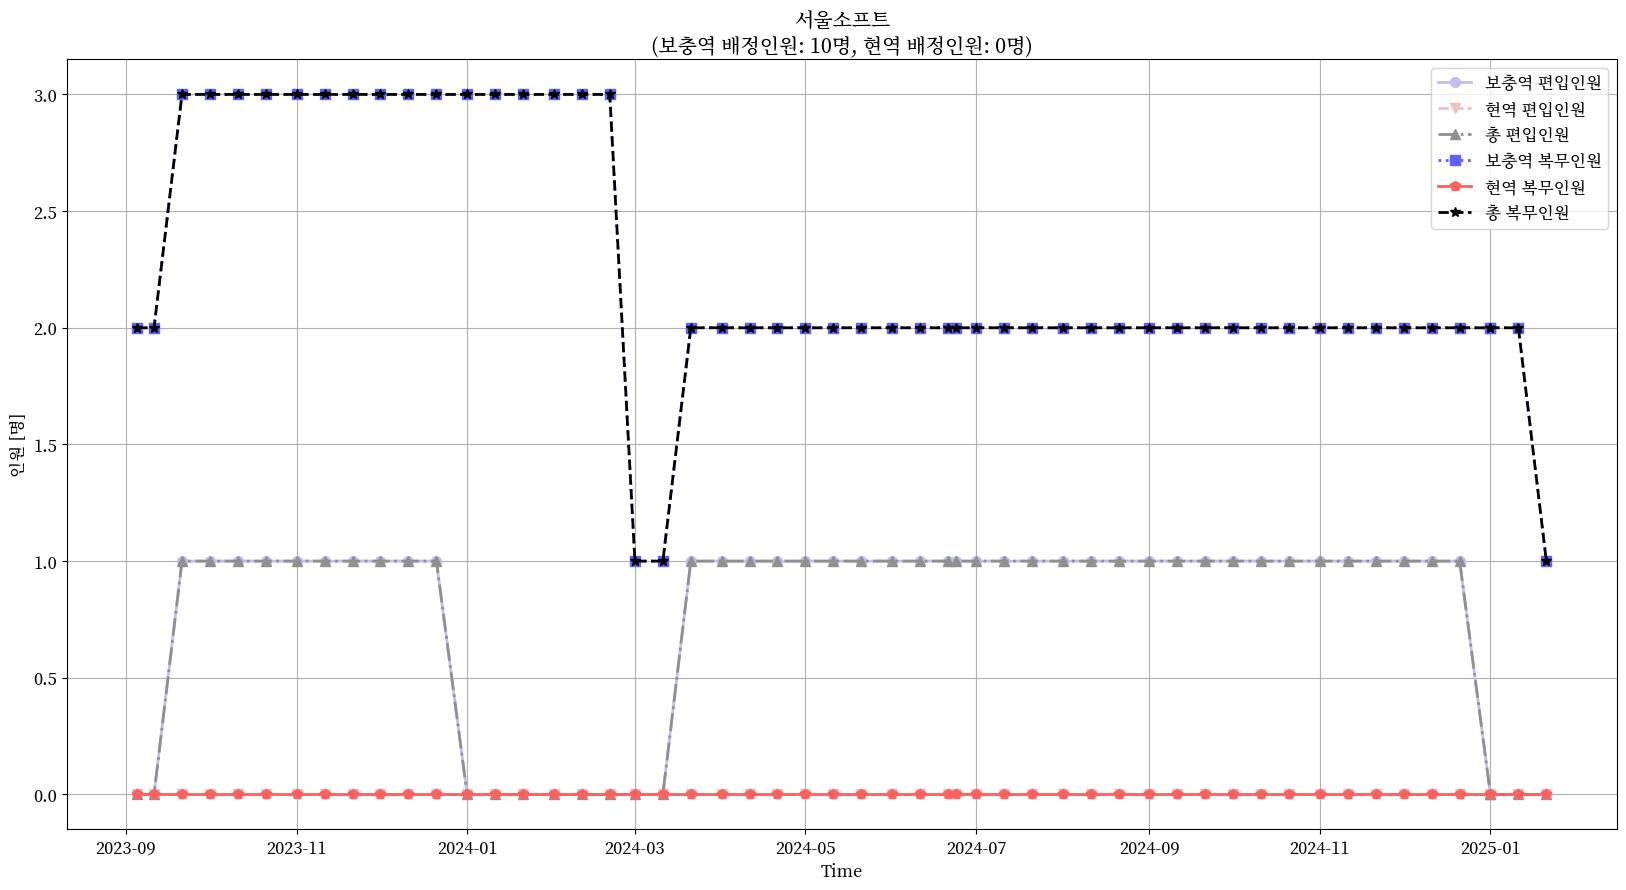 서울소프트
(보충역 배정인원: 10명, 현역 배정인원: 0명)
보충역 편입인원
현역 편입인원
총 편입인원
보충역 복무인원
현역 복무인원
총 복무인원
3.0
2.5
2.0
1.5
1.0
0.5
0.0
인원 [명]
2023-09
2023-11
2024-01
2024-03
2024-05
2024-07
2024-09
2024-11
2025-01
Time